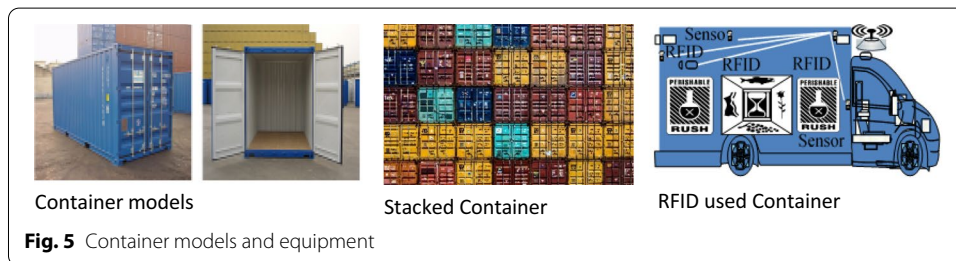 Senso
RFID
RFID
RFID
PERISHABLE
RUSH
PERISHABLE
RUSH
Sensor
Container models
Stacked Container
RFID used Container
Fig. 5 Container models and equipment